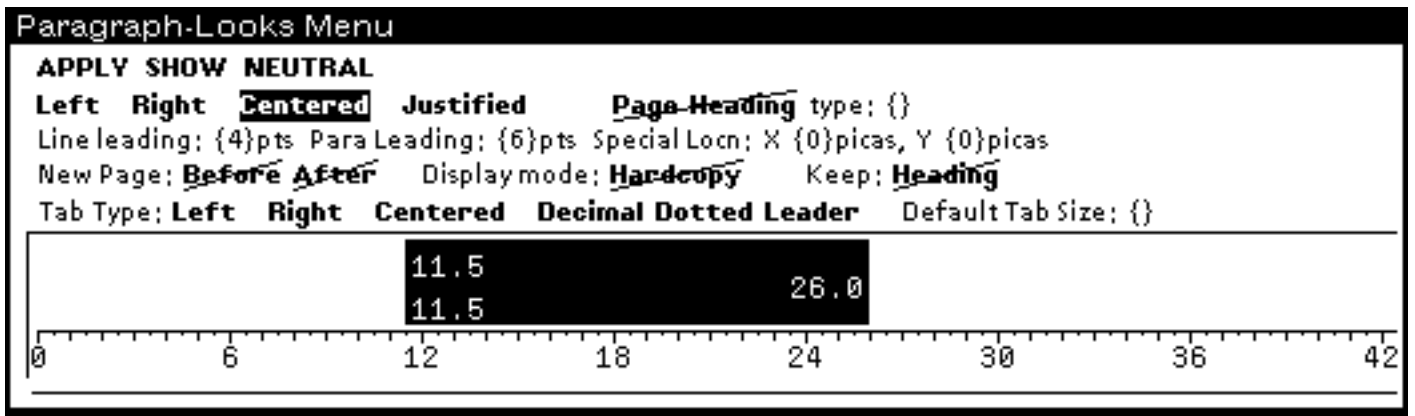 Paragraph-Looks Menu
APPLY SHOW NEUTRAL
Left Right Centered Justified Page Heading type: {}
Line leading: {4}pts Para Leading: {6}pts Special Locn: X {0}picas, Y {0}picas
New Page: Before After Display mode: Hardcopy Keep: Heading
Tab Type: Left Right Centered Decimal Dotted Leader Default Tab Size: {}
11.5
26.0
11.5
0 6 12 18 24 30 36 42